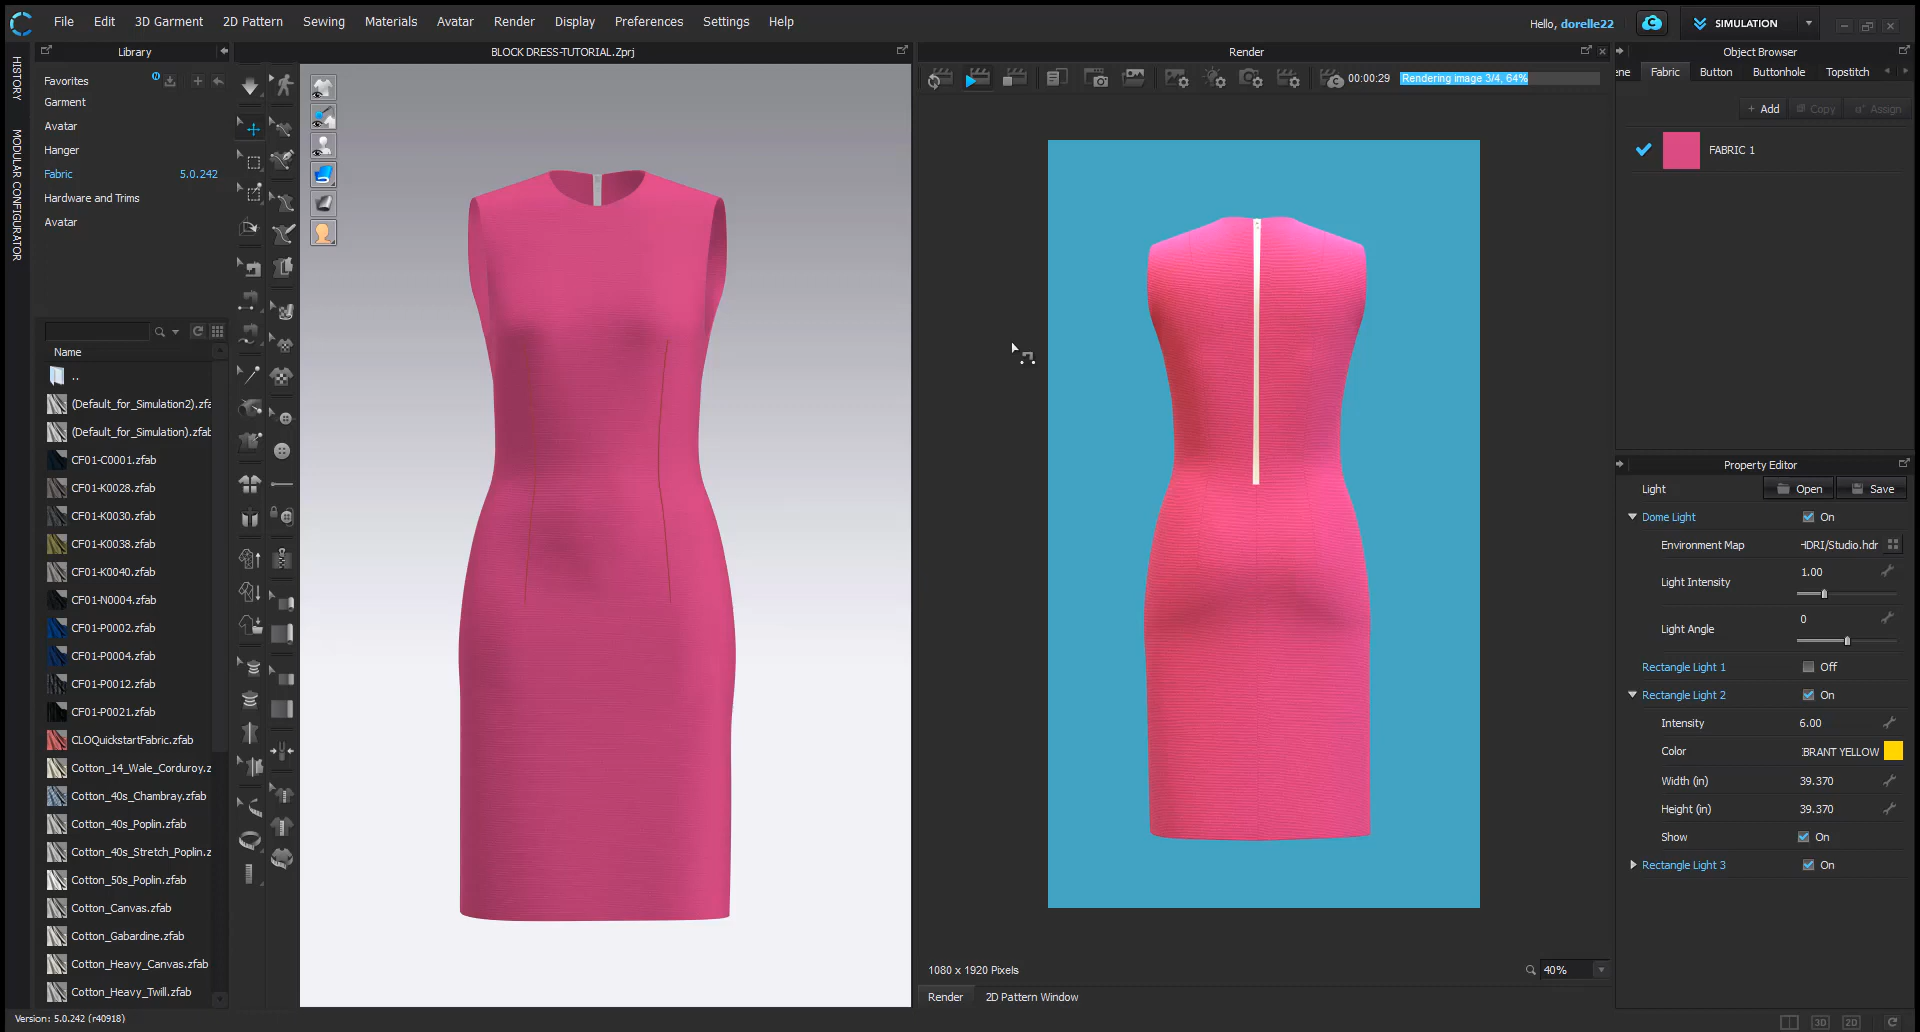 File Edit 3D Garment 2D Pattern Sewing Materials Avatar Render Display Preferences Settings Help
Hello, dorelle22
SIMULATION
Library
BLOCK DRESS-TUTORIAL.Zprj
Render
Object Browser
HISTORY
MODULAR CONFIGURATOR
Favorites
Garment
Avatar
Hanger
Fabric 5.0.242
Hardware and Trims
Avatar
Name
..
(Default_for_Simulation2).zfa
(Default_for_Simulation).zfab
CF01-C0001.zfab
CF01-K0028.zfab
CF01-K0030.zfab
CF01-K0038.zfab
CF01-K0040.zfab
CF01-N0004.zfab
CF01-P0002.zfab
CF01-P0004.zfab
CF01-P0012.zfab
CF01-P0021.zfab
CLOQuickstartFabric.zfab
Cotton_14_Wale_Corduroy.z
Cotton_40s_Chambray.zfab
Cotton_40s_Poplin.zfab
Cotton_40s_Stretch_Poplin.z
Cotton_50s_Poplin.zfab
Cotton_Canvas.zfab
Cotton_Gabardine.zfab
Cotton_Heavy_Canvas.zfab
Cotton_Heavy_Twill.zfab
Version: 5.0.242 (r40918)
00:00:29 Rendering image 3/4, 64%
1080 x 1920 Pixels
40%
Render 2D Pattern Window
ene Fabric Button Buttonhole Topstitch
+ Add Copy Assign
FABRIC 1
Property Editor
Light Open Save
Dome Light On
Environment Map HDRI/Studio.hdr
Light Intensity 1.00
Light Angle 0
Rectangle Light 1 Off
Rectangle Light 2 On
Intensity 6.00
Color BRANT YELLOW
Width (in) 39.370
Height (in) 39.370
Show On
Rectangle Light 3 On
3D 2D